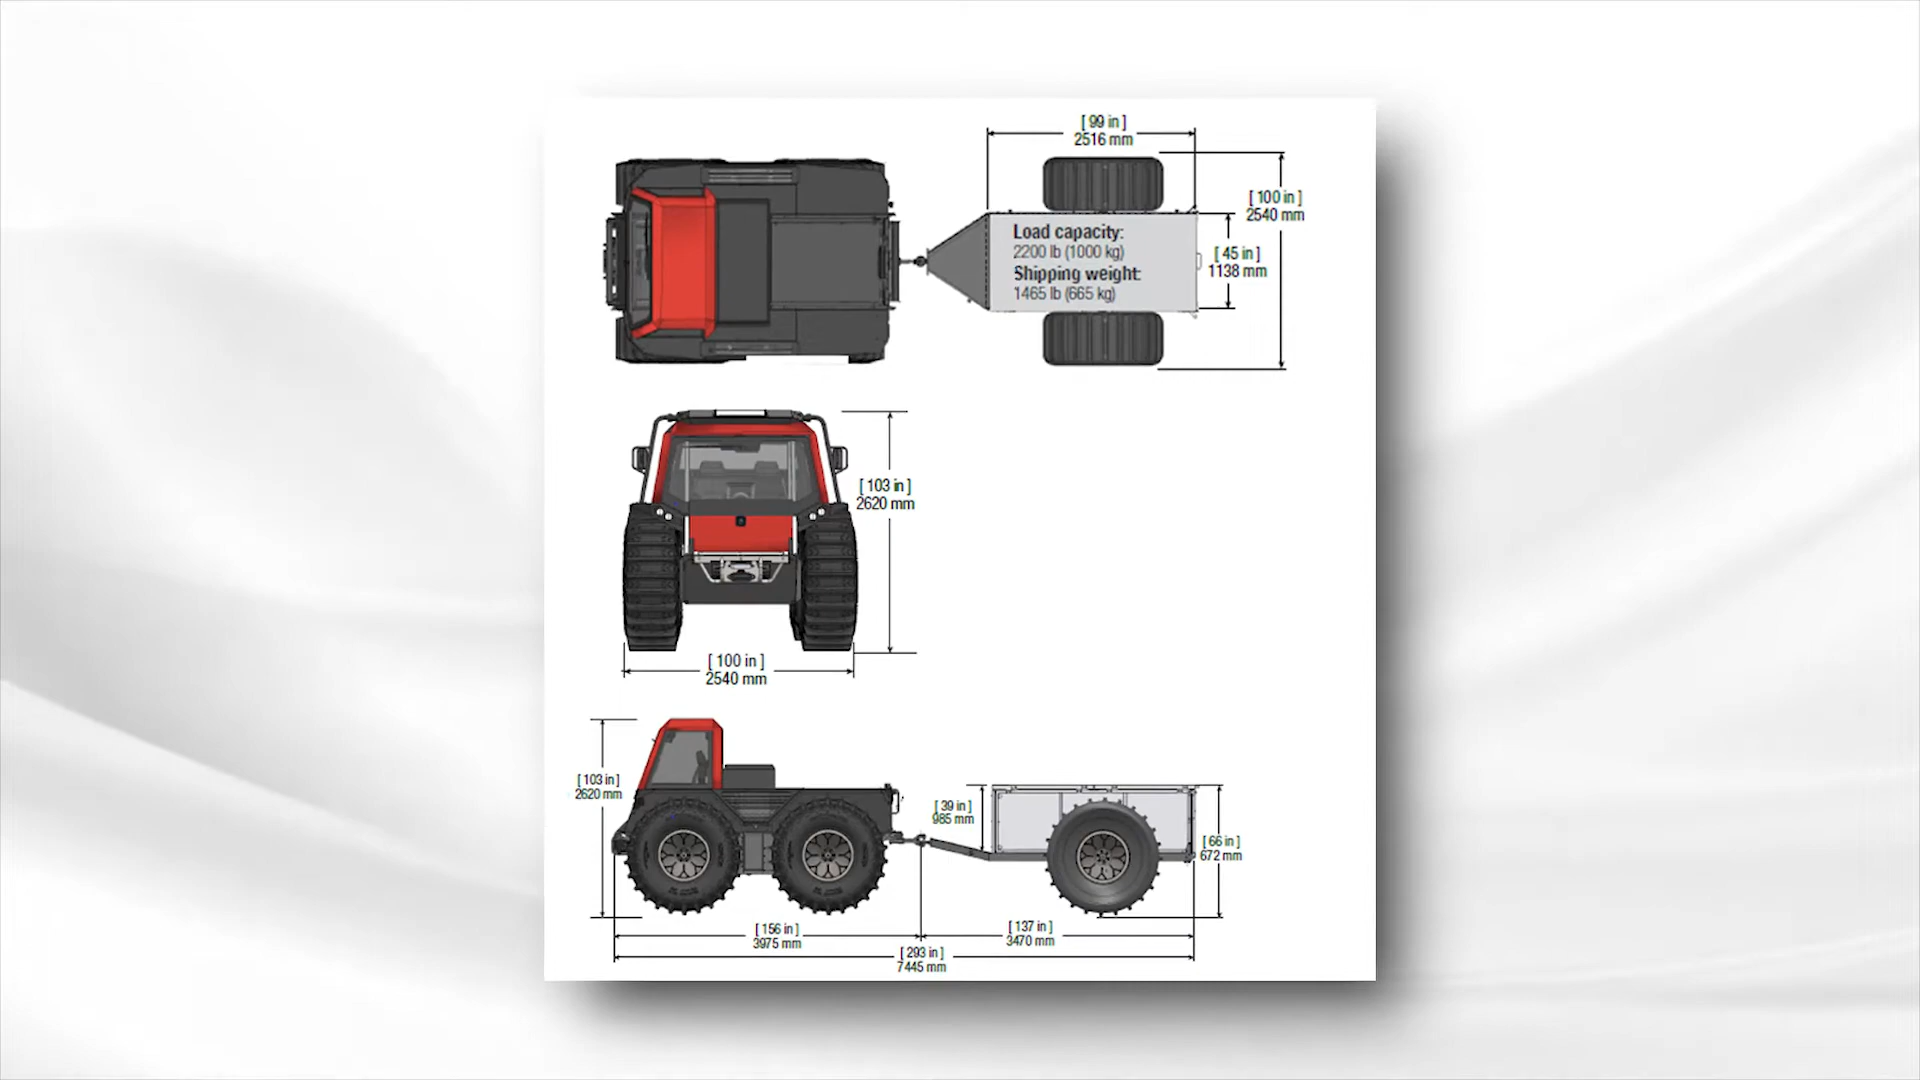 [ 99 in ]
2516 mm
[ 100 in ]
2540 mm
Load capacity:
2200 lb (1000 kg)
Shipping weight:
1465 lb (665 kg)
[ 45 in ]
1138 mm
[ 103 in ]
2620 mm
[ 100 in ]
2540 mm
[ 103 in ]
2620 mm
[ 39 in ]
985 mm
[ 66 in ]
672 mm
[ 156 in ]
3975 mm
[ 137 in ]
3470 mm
[ 293 in ]
7445 mm